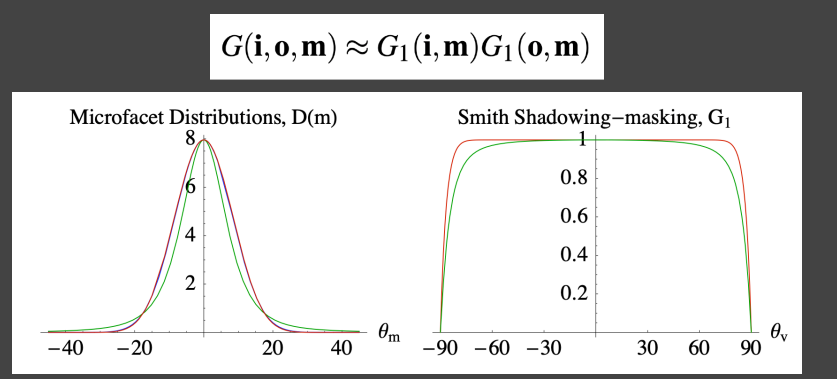 G(i,o,m) ≈ G₁(i,m)G₁(o,m)
Microfacet Distributions, D(m)
8
6
4
2
−40 −20 20 40 θm
Smith Shadowing−masking, G₁
1
0.8
0.6
0.4
0.2
−90 −60 −30 30 60 90 θv